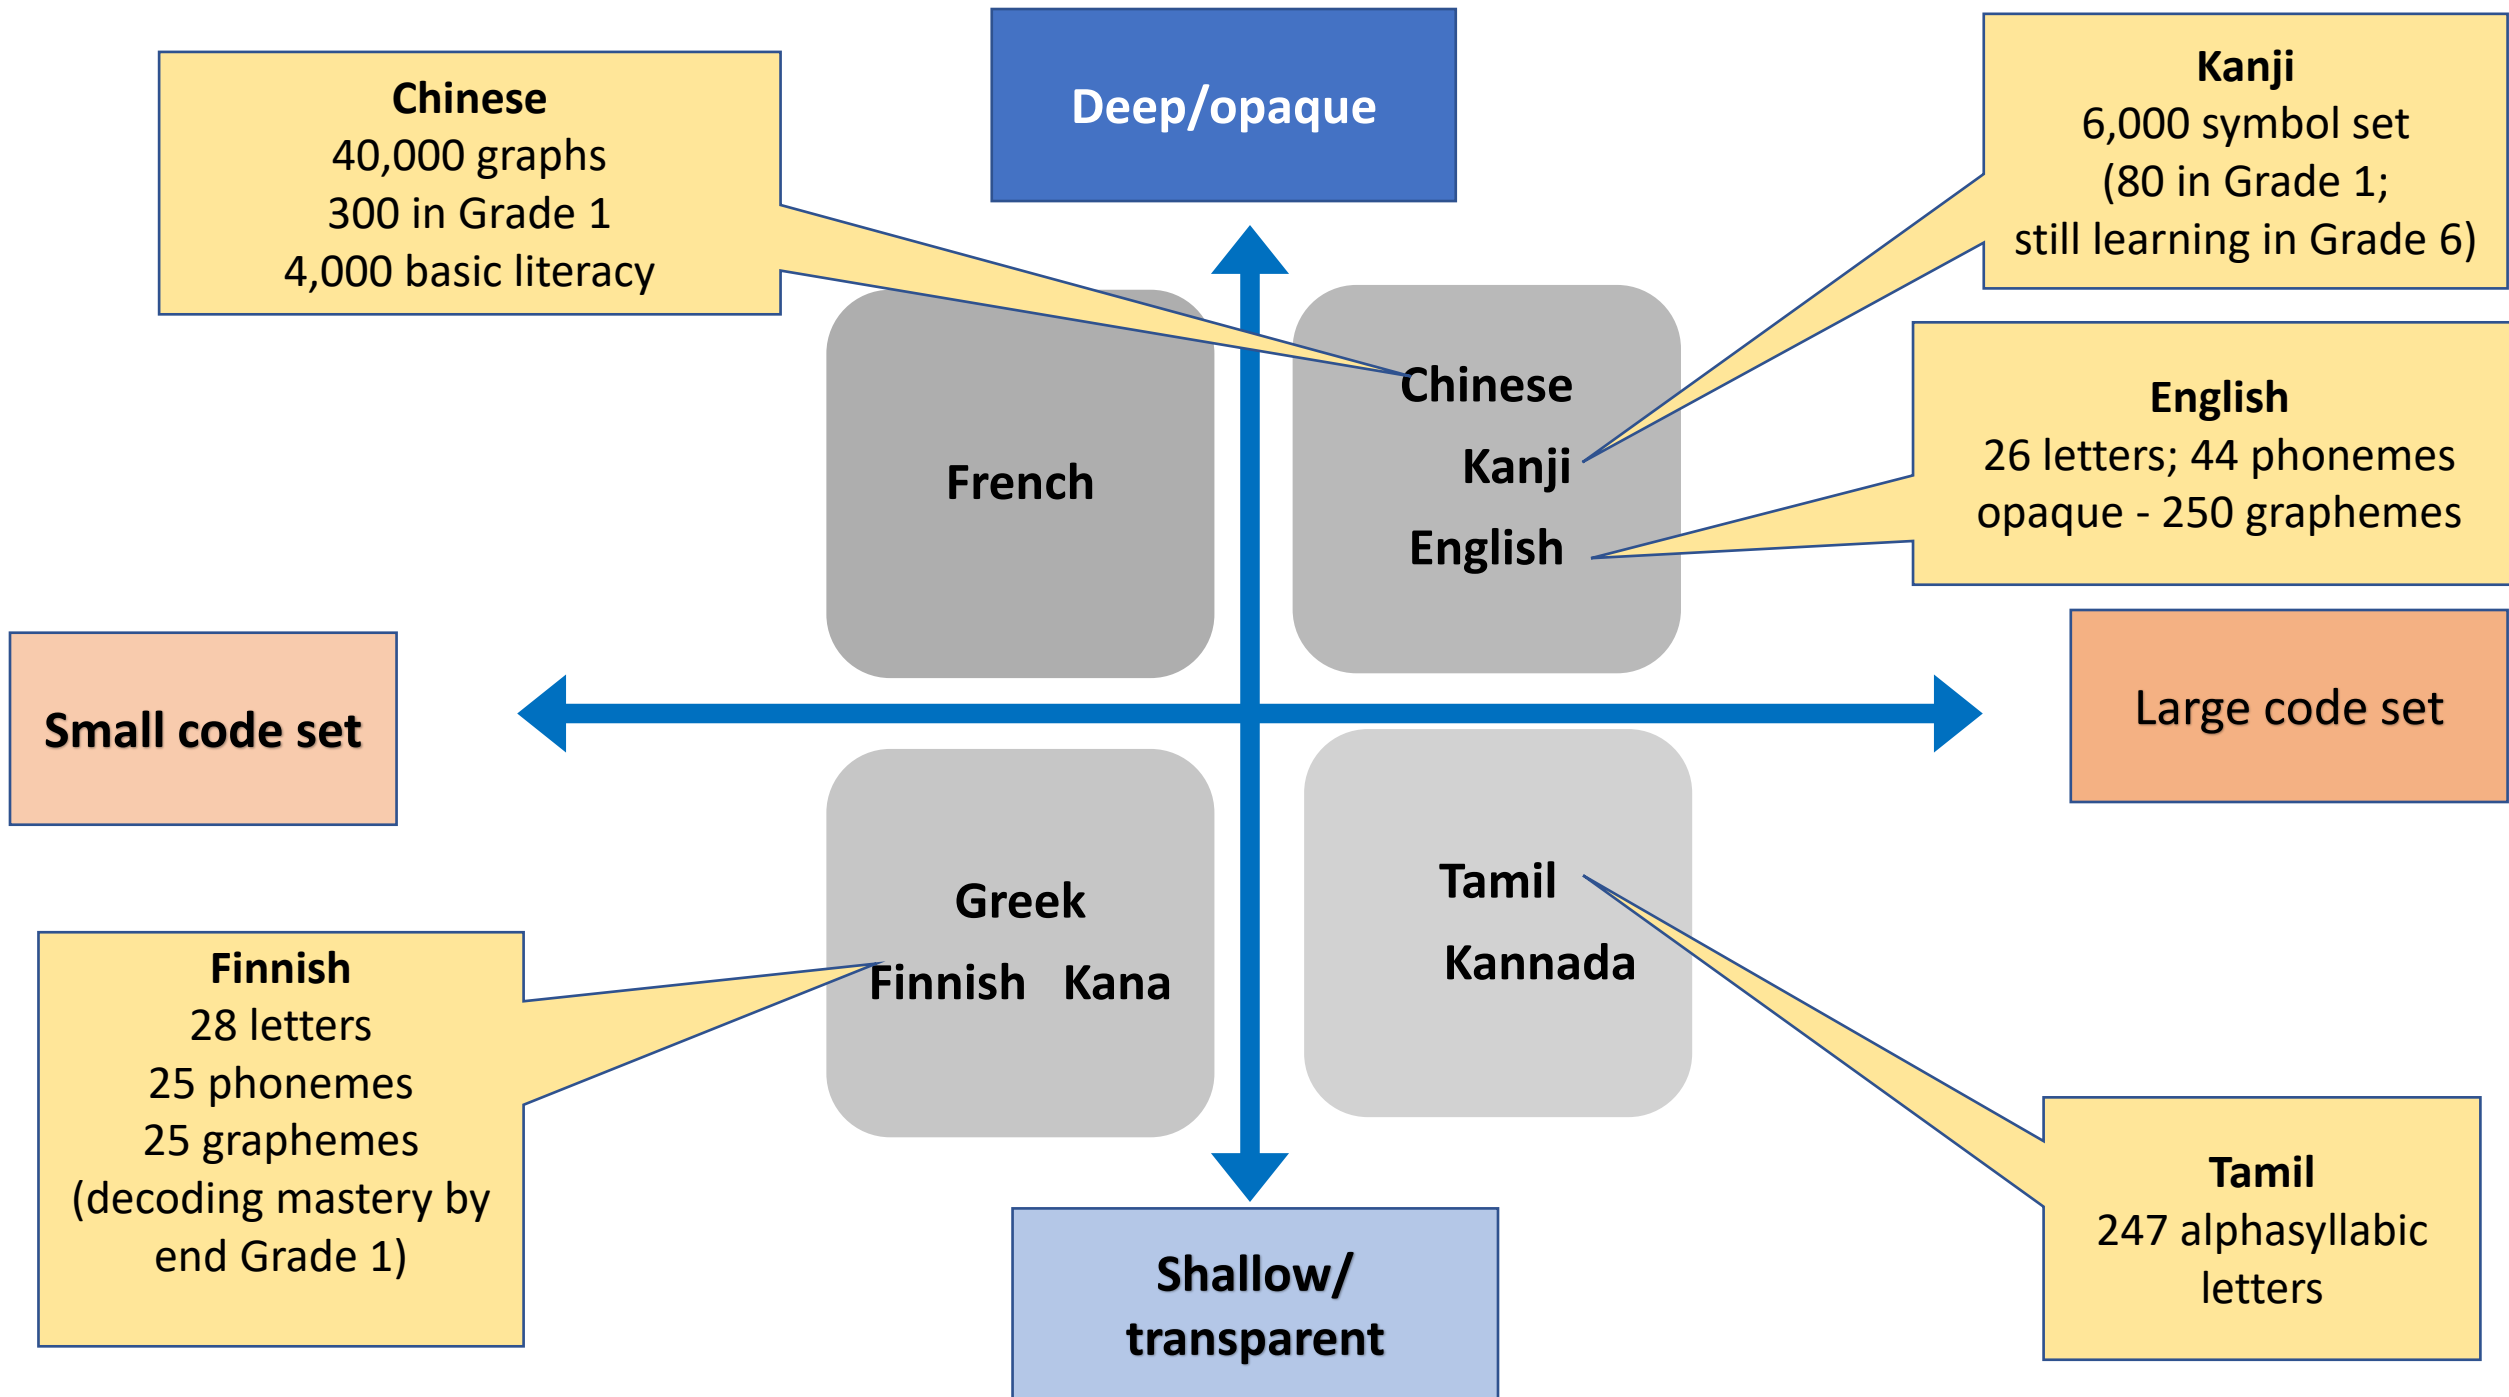 Deep/opaque
Chinese
40,000 graphs
300 in Grade 1
4,000 basic literacy
Kanji
6,000 symbol set
(80 in Grade 1;
still learning in Grade 6)
English
26 letters; 44 phonemes
opaque - 250 graphemes
French
Chinese
Kanji
English
Small code set
Large code set
Greek
Finnish Kana
Tamil
Kannada
Finnish
28 letters
25 phonemes
25 graphemes
(decoding mastery by
end Grade 1)
Tamil
247 alphasyllabic
letters
Shallow/
transparent